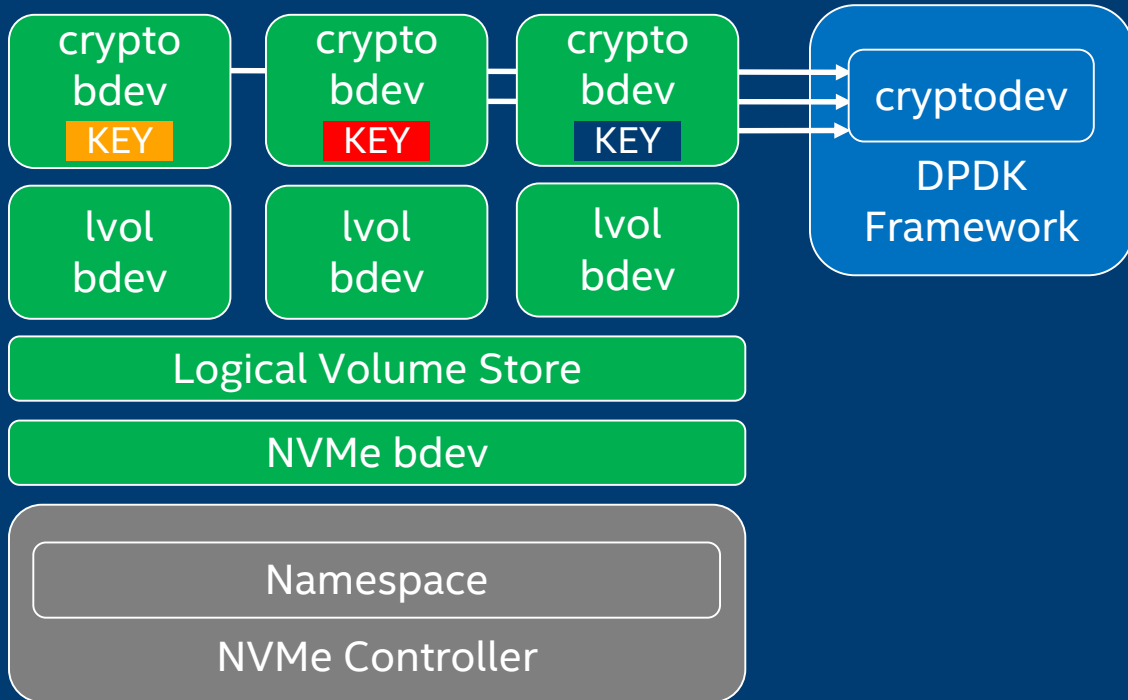 crypto
bdev
KEY
crypto
bdev
KEY
crypto
bdev
KEY
cryptodev
DPDK
Framework
lvol
bdev
lvol
bdev
lvol
bdev
Logical Volume Store
NVMe bdev
Namespace
NVMe Controller